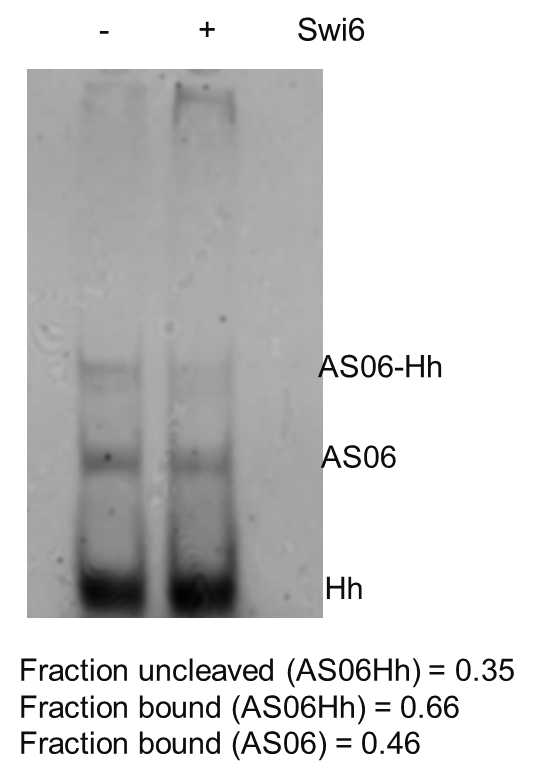 - + Swi6
AS06-Hh
AS06
Hh
Fraction uncleaved (AS06Hh) = 0.35
Fraction bound (AS06Hh) = 0.66
Fraction bound (AS06) = 0.46